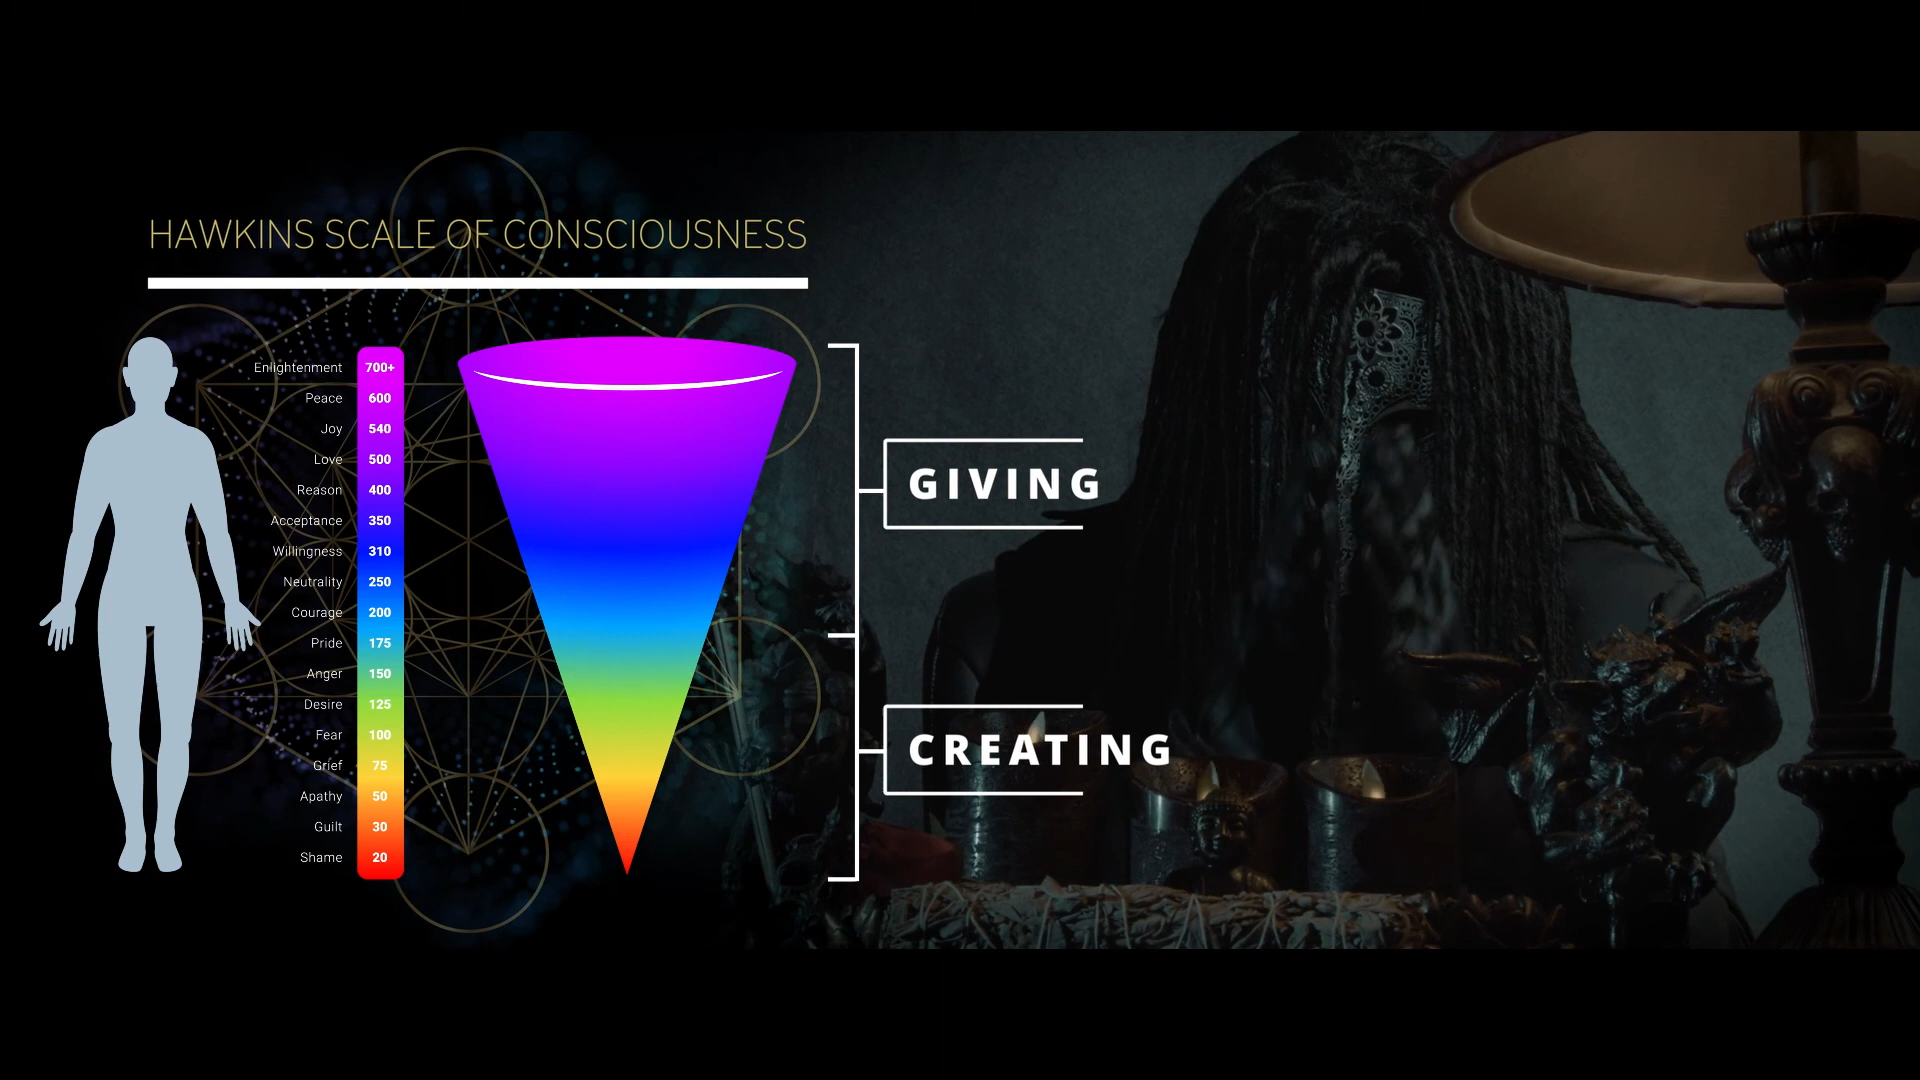 HAWKINS SCALE OF CONSCIOUSNESS
Enlightenment 700+
Peace 600
Joy 540
Love 500
Reason 400
Acceptance 350
Willingness 310
Neutrality 250
Courage 200
Pride 175
Anger 150
Desire 125
Fear 100
Grief 75
Apathy 50
Guilt 30
Shame 20
GIVING
CREATING